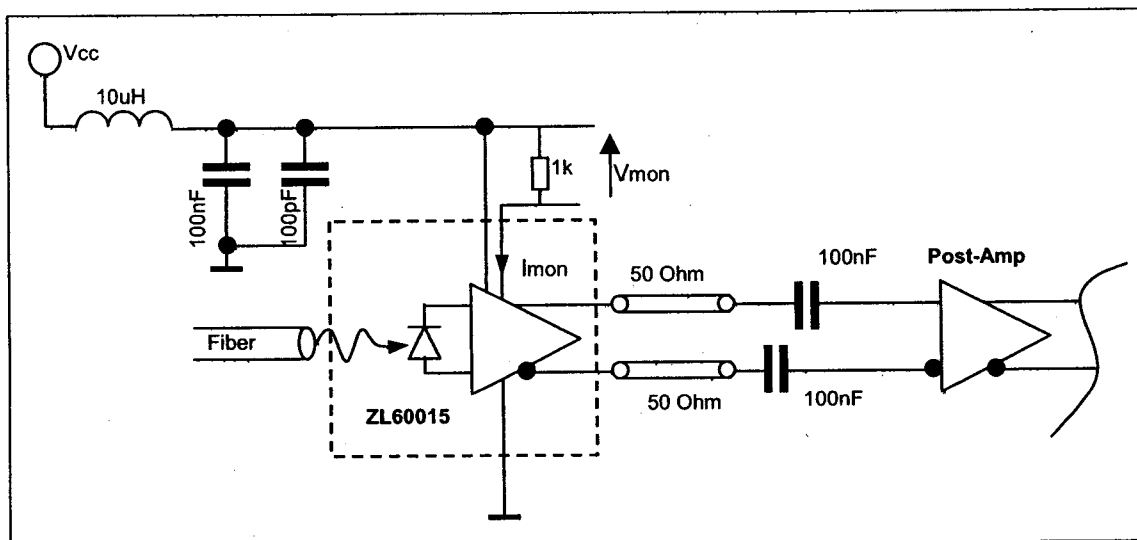 Vcc
10uH
1k
Vmon
100nF
100pF
Imon
50 Ohm
100nF
Post-Amp
Fiber
ZL60015
50 Ohm
100nF